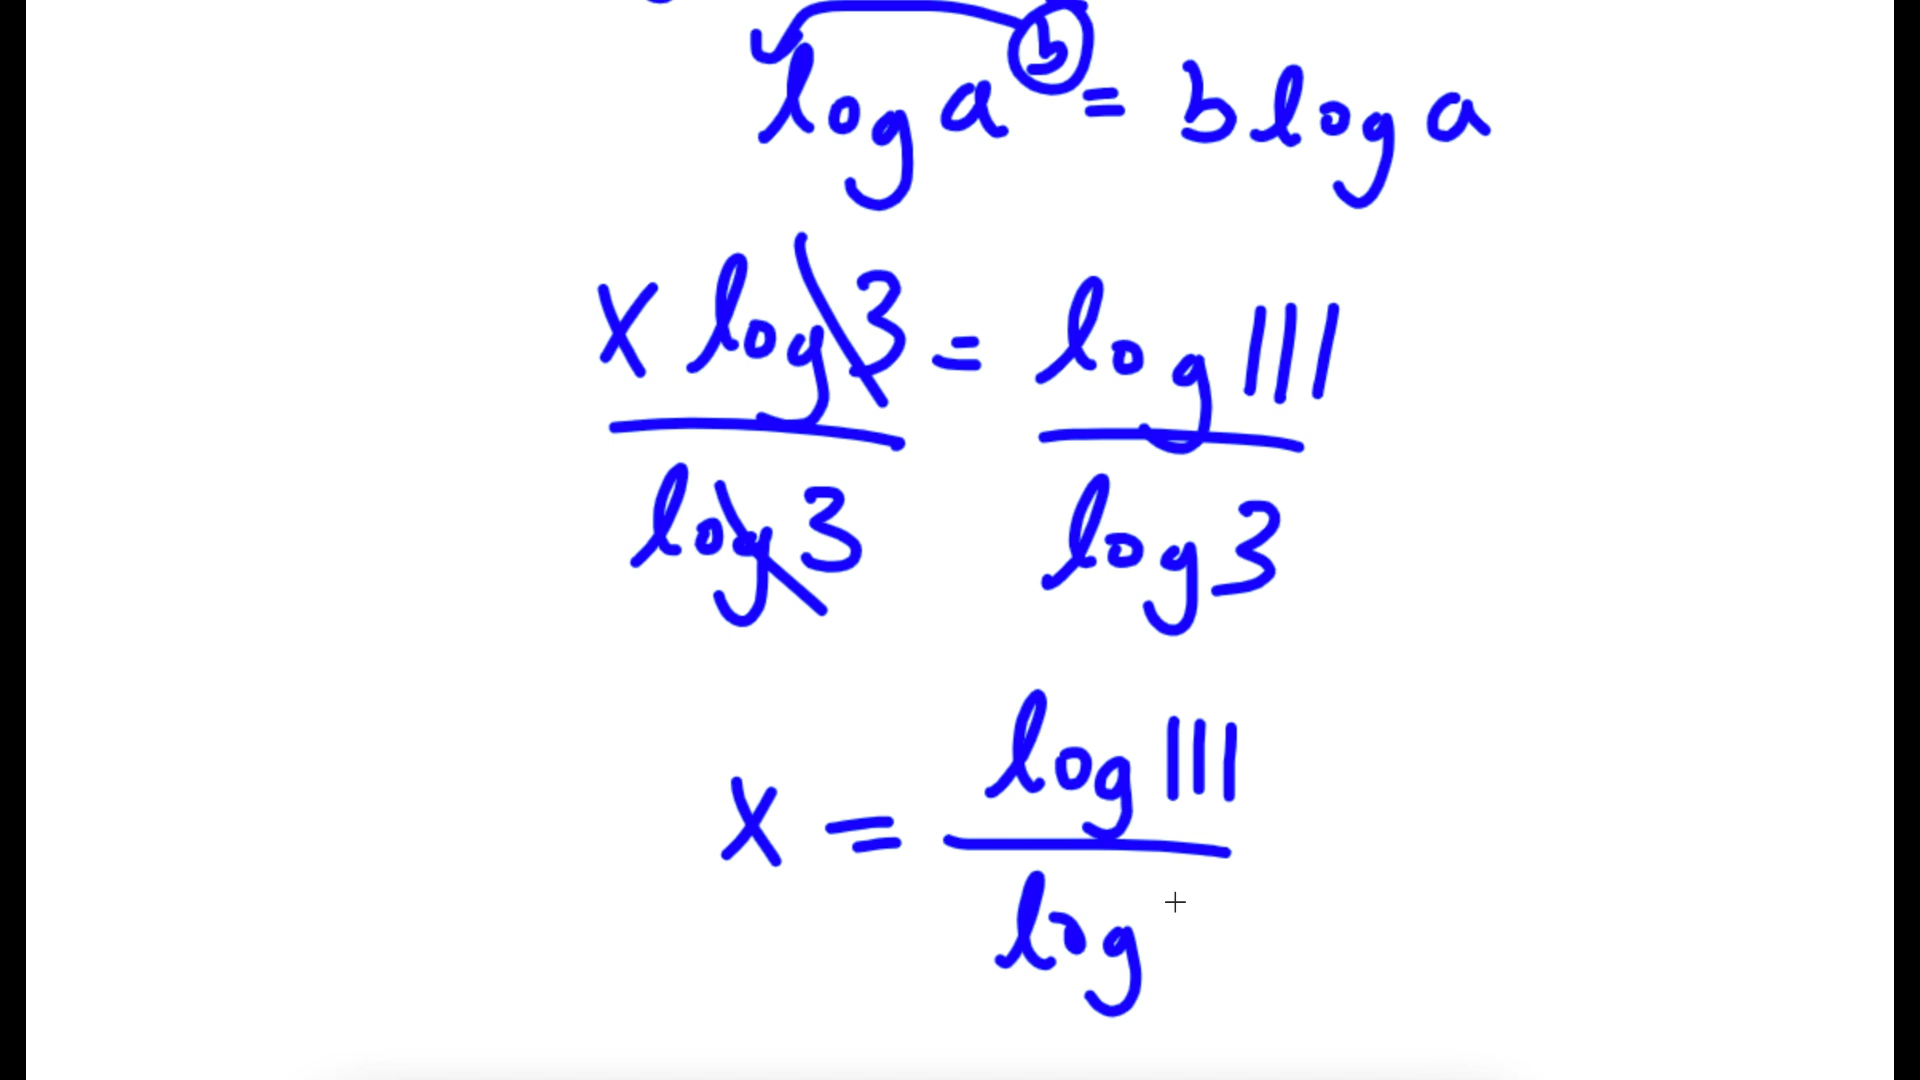 log a^b = b log a
x log 3 = log 111
log 3 log 3
x = log 111
log